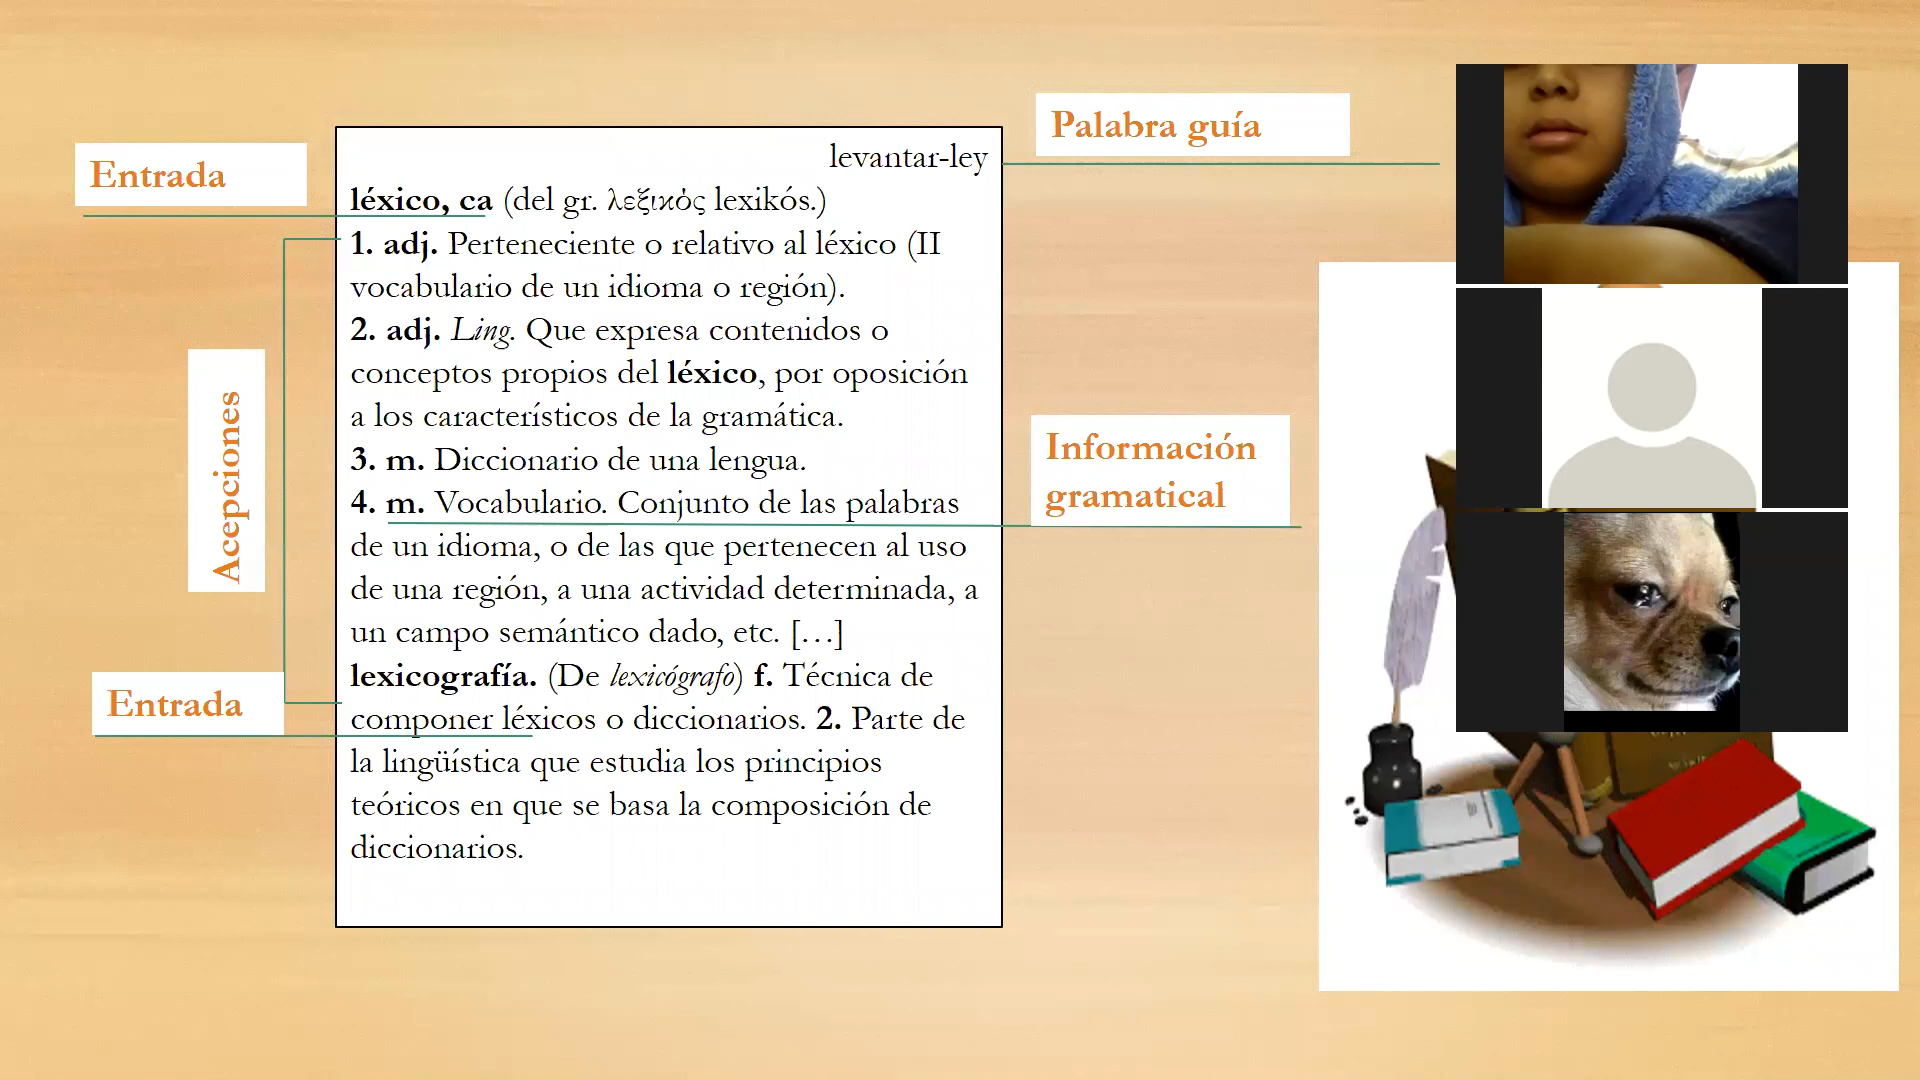 Palabra guía
Entrada
levantar-ley
léxico, ca (del gr. λεξικὀς lexikós.)
1. adj. Perteneciente o relativo al léxico (II
vocabulario de un idioma o región).
2. adj. Ling. Que expresa contenidos o
conceptos propios del léxico, por oposición
a los característicos de la gramática.
3. m. Diccionario de una lengua.
4. m. Vocabulario. Conjunto de las palabras
de un idioma, o de las que pertenecen al uso
de una región, a una actividad determinada, a
un campo semántico dado, etc. […]
lexicografía. (De lexicógrafo) f. Técnica de
componer léxicos o diccionarios. 2. Parte de
la lingüística que estudia los principios
teóricos en que se basa la composición de
diccionarios.
Acepciones
Información
gramatical
Entrada